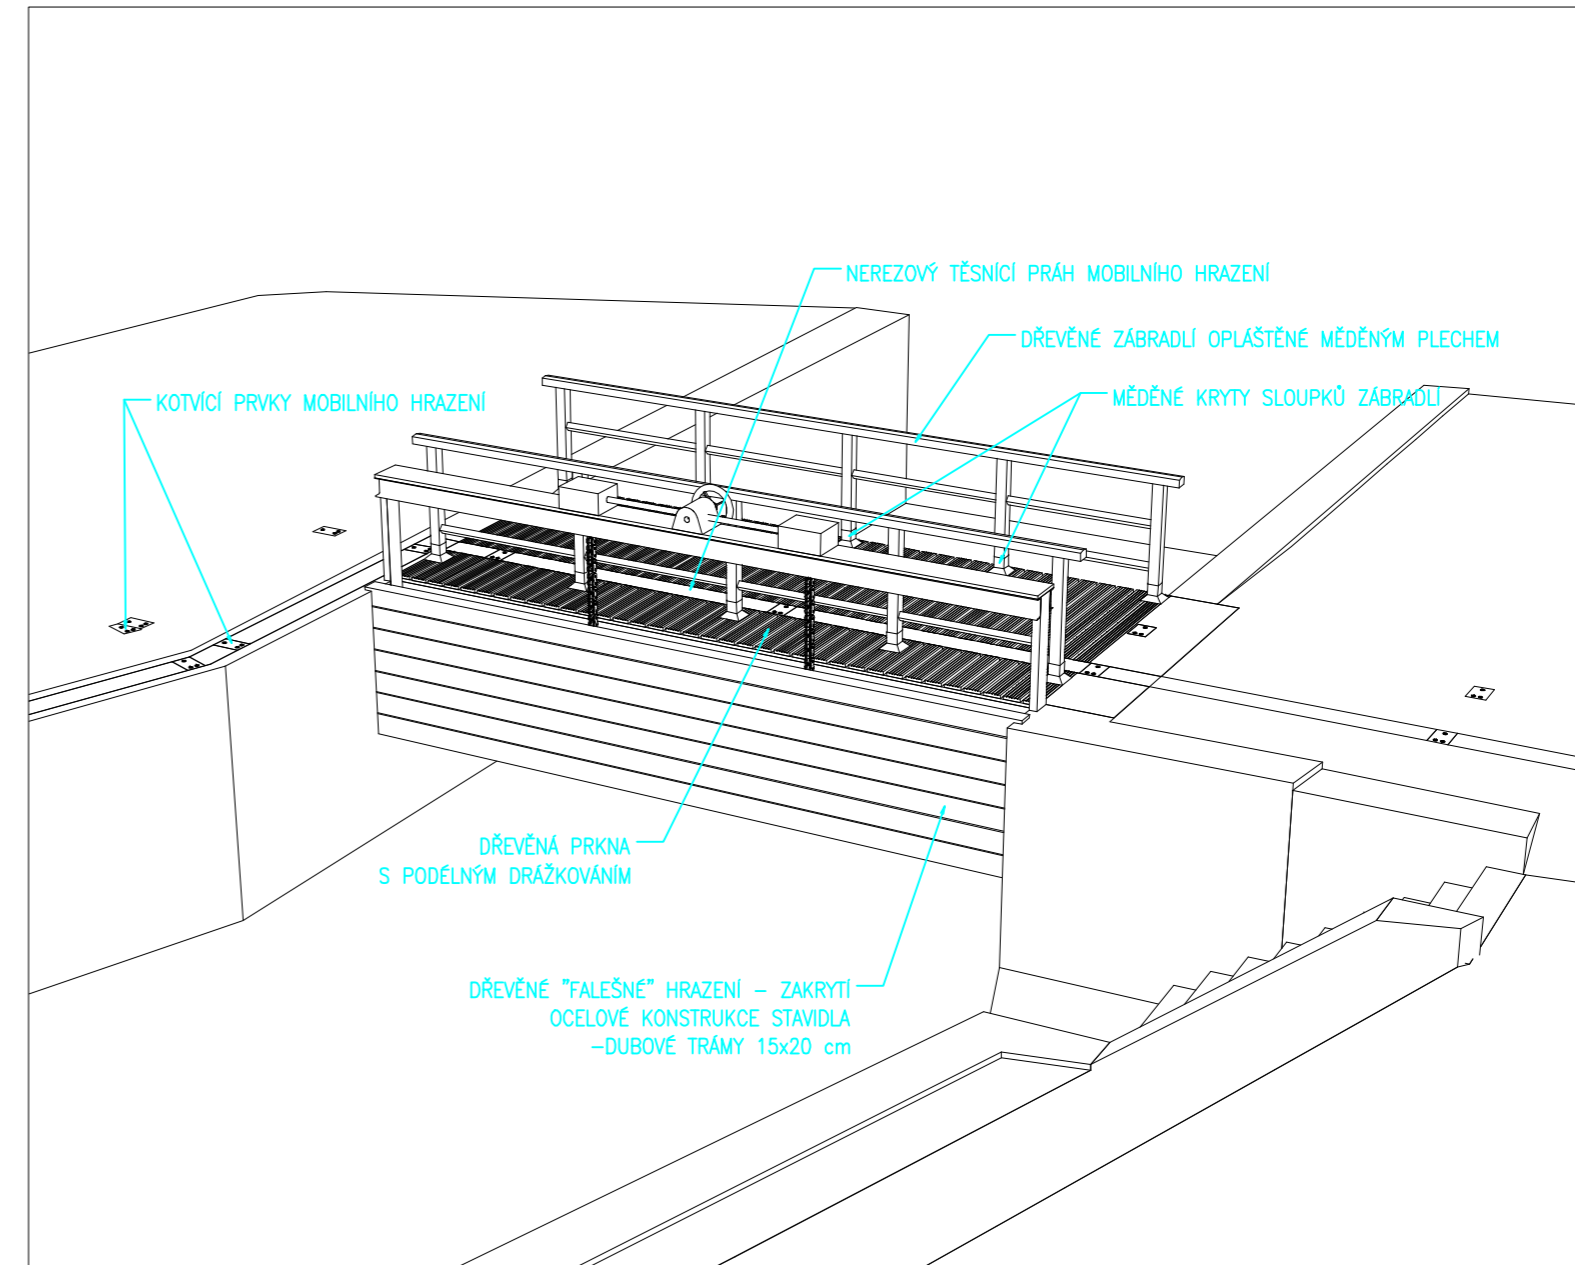 NEREZOVÝ TĚSNÍCÍ PRÁH MOBILNÍHO HRAZENÍ
DŘEVĚNÉ ZÁBRADLÍ OPLÁŠTĚNÉ MĚDĚNÝM PLECHEM
MĚDĚNÉ KRYTY SLOUPKŮ ZÁBRADLÍ
KOTVÍCÍ PRVKY MOBILNÍHO HRAZENÍ
DŘEVĚNÁ PRKNA
S PODÉLNÝM DRÁŽKOVÁNÍM
DŘEVĚNÉ "FALEŠNÉ" HRAZENÍ – ZAKRYTÍ
OCELOVÉ KONSTRUKCE STAVIDLA
–DUBOVÉ TRÁMY 15x20 cm